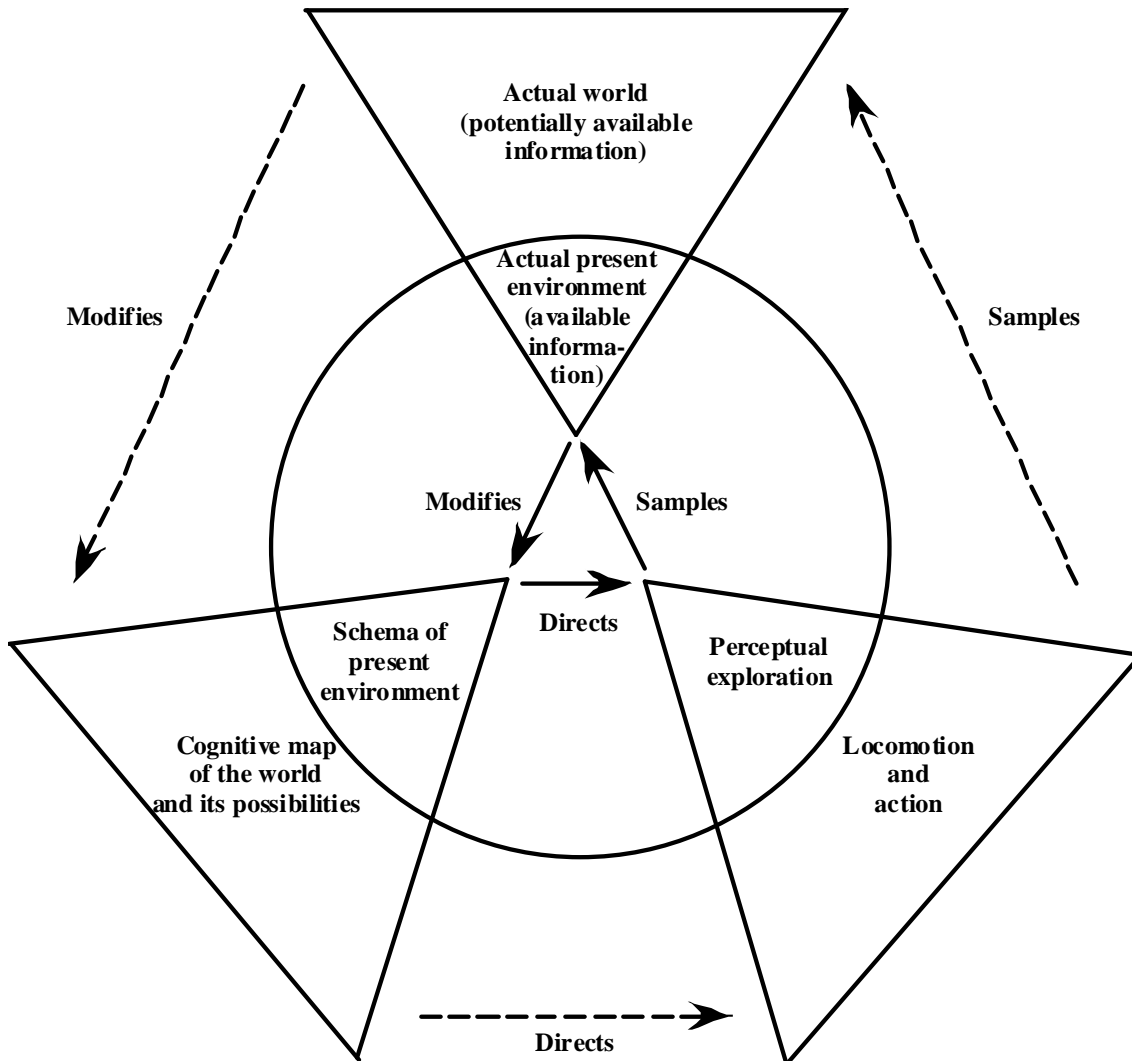 Actual world
(potentially available
information)
Actual present
environment
(available
informa-
tion)
Modifies
Samples
Modifies
Samples
Directs
Schema of
present
environment
Perceptual
exploration
Cognitive map
of the world
and its possibilities
Locomotion
and
action
Directs